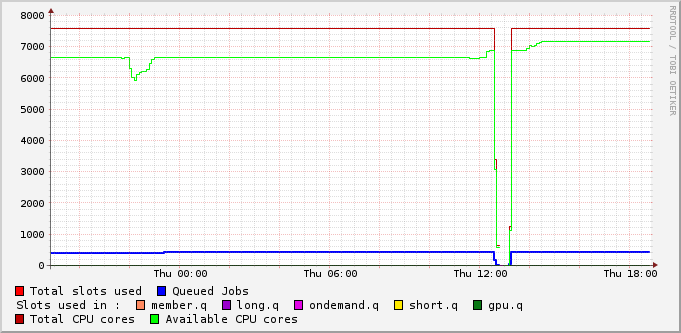 8000
7000
6000
5000
4000
3000
2000
1000
0
Thu 00:00 Thu 06:00 Thu 12:00 Thu 18:00
RRDTOOL / TOBI OETIKER
Total slots used Queued Jobs
Slots used in : member.q long.q ondemand.q short.q gpu.q
Total CPU cores Available CPU cores